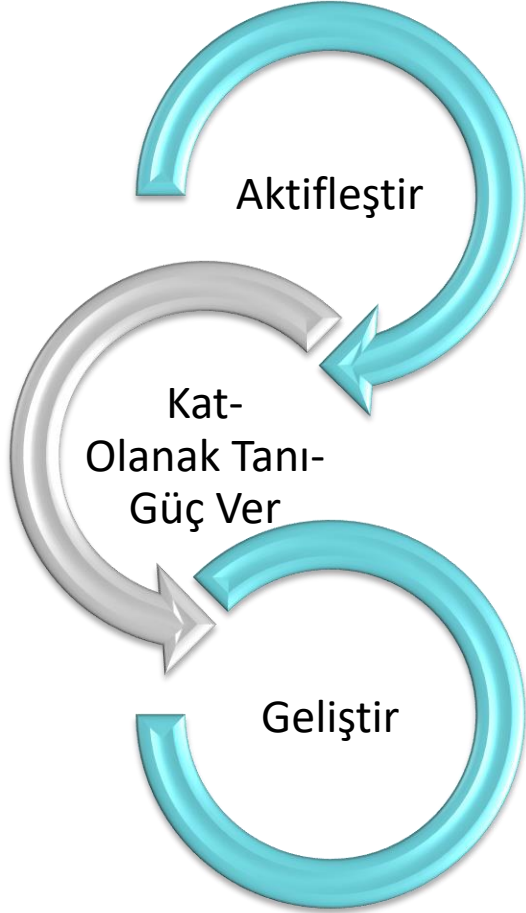 Aktifleştir
Kat-
Olanak Tanı-
Güç Ver
Geliştir